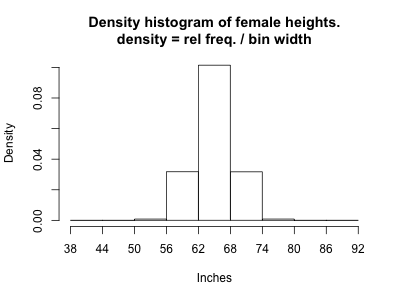 Density histogram of female heights.
density = rel freq. / bin width
Density
0.08
0.04
0.00
38 44 50 56 62 68 74 80 86 92
Inches